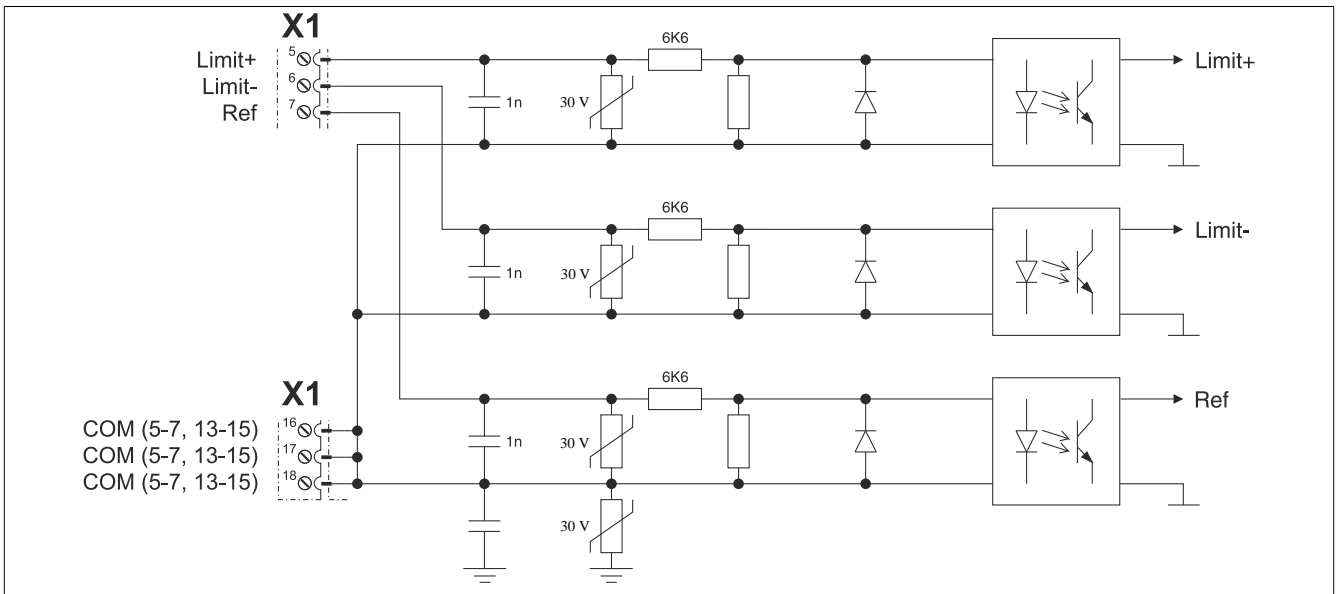 X1
5
Limit+
6
Limit-
7
Ref
6K6
1n
30 V
Limit+
6K6
1n
30 V
Limit-
X1
16
COM (5-7, 13-15)
17
COM (5-7, 13-15)
18
COM (5-7, 13-15)
6K6
1n
30 V
Ref
30 V